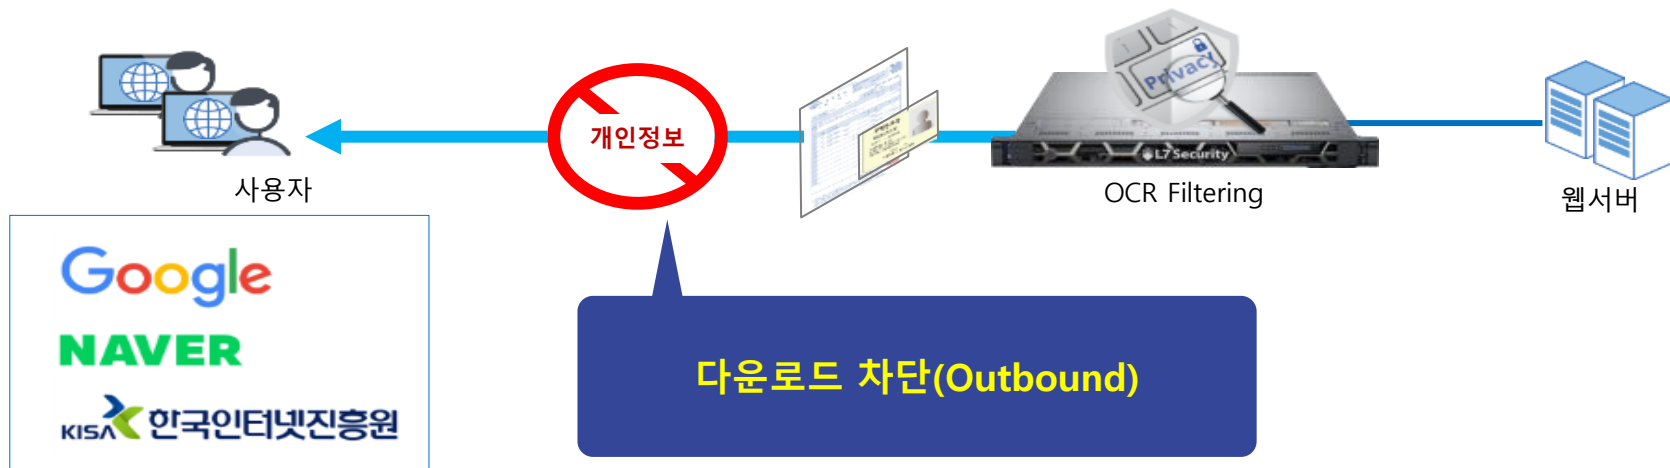 사용자
개인정보
Privacy
L7 Security
OCR Filtering
웹서버
Google
NAVER
KISA 한국인터넷진흥원
다운로드 차단(Outbound)